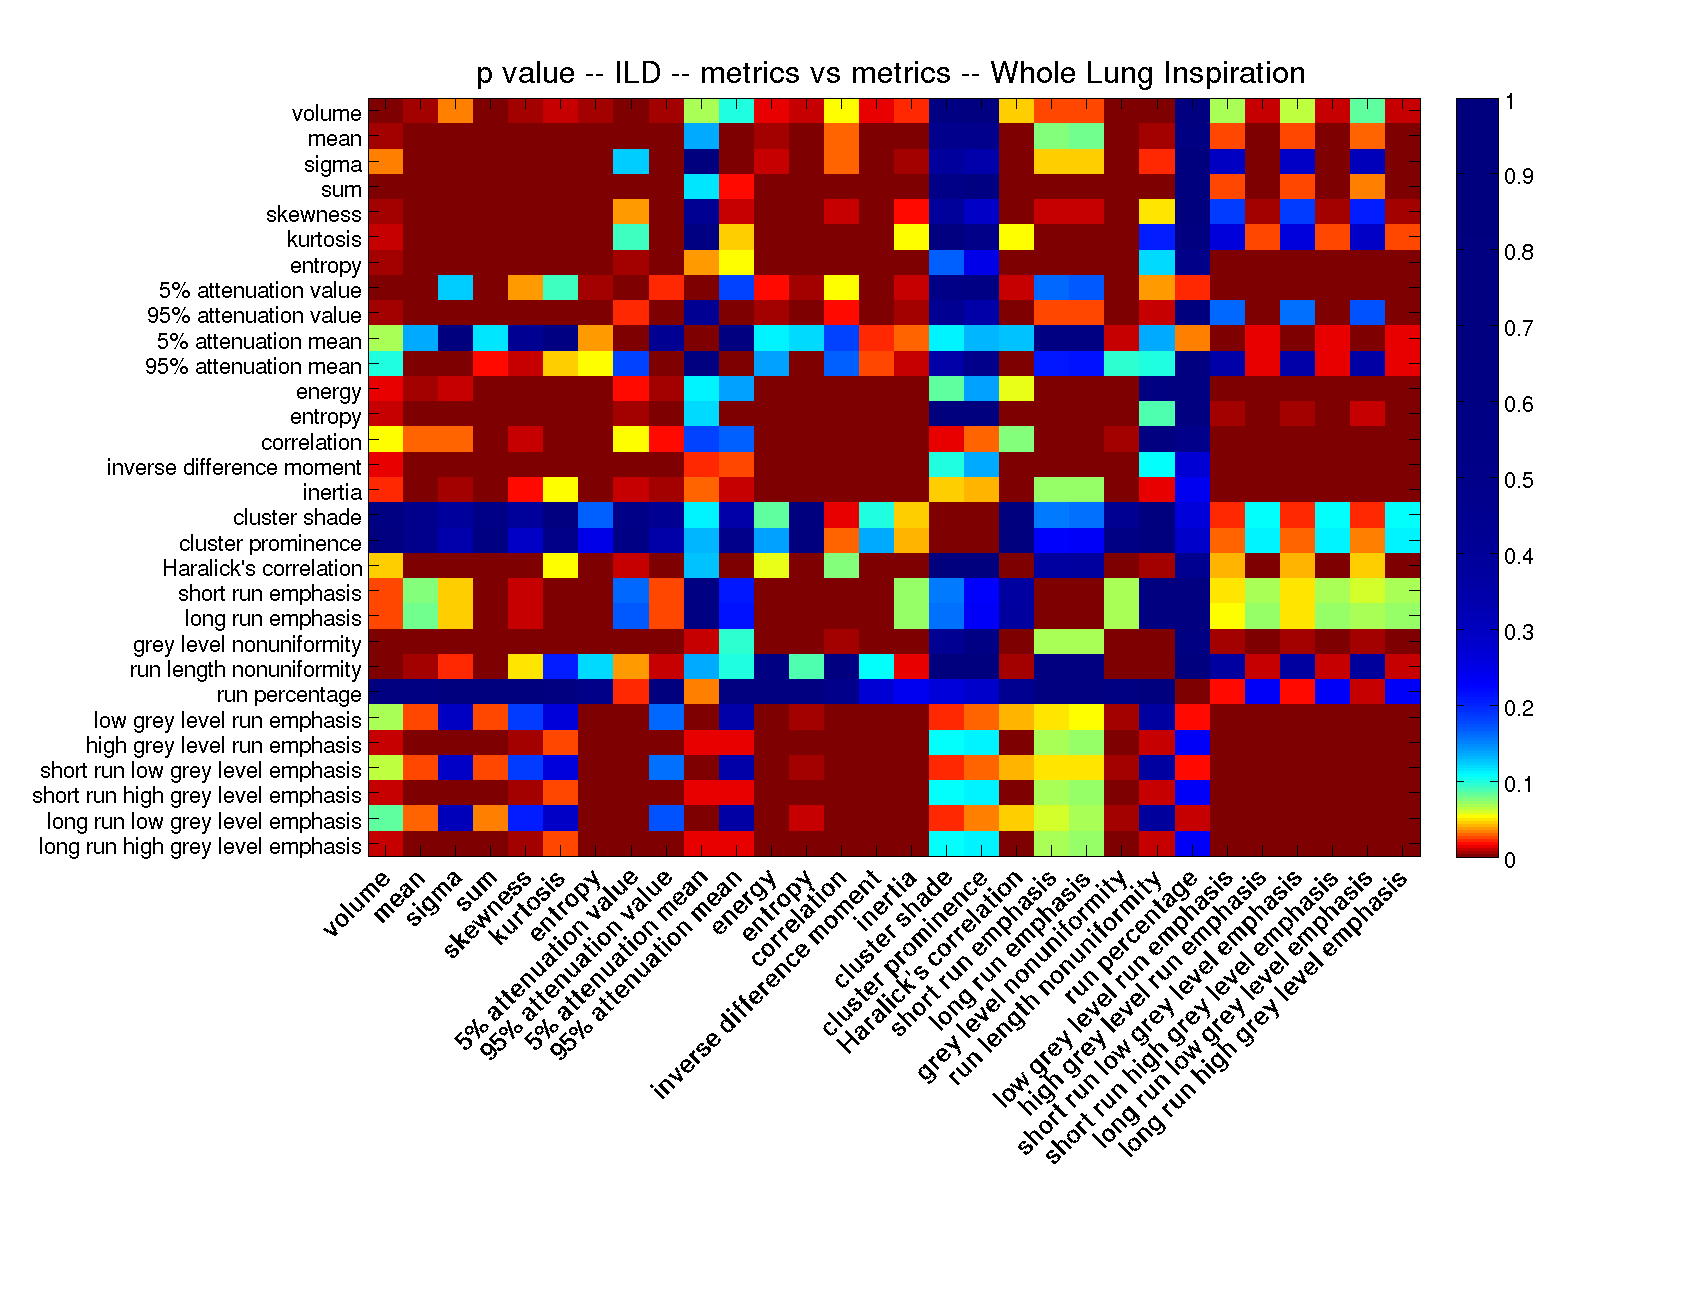 p value -- ILD -- metrics vs metrics -- Whole Lung Inspiration
volume
mean
sigma
sum
skewness
kurtosis
entropy
5% attenuation value
95% attenuation value
5% attenuation mean
95% attenuation mean
energy
entropy
correlation
inverse difference moment
inertia
cluster shade
cluster prominence
Haralick's correlation
short run emphasis
long run emphasis
grey level nonuniformity
run length nonuniformity
run percentage
low grey level run emphasis
high grey level run emphasis
short run low grey level emphasis
short run high grey level emphasis
long run low grey level emphasis
long run high grey level emphasis
1
0.9
0.8
0.7
0.6
0.5
0.4
0.3
0.2
0.1
0
volume
mean
sigma
sum
skewness
kurtosis
entropy
5% attenuation value
95% attenuation value
5% attenuation mean
95% attenuation mean
energy
entropy
correlation
inverse difference moment
inertia
cluster shade
cluster prominence
Haralick's correlation
short run emphasis
long run emphasis
grey level nonuniformity
run length nonuniformity
run percentage
low grey level run emphasis
high grey level run emphasis
short run low grey level emphasis
short run high grey level emphasis
long run low grey level emphasis
long run high grey level emphasis